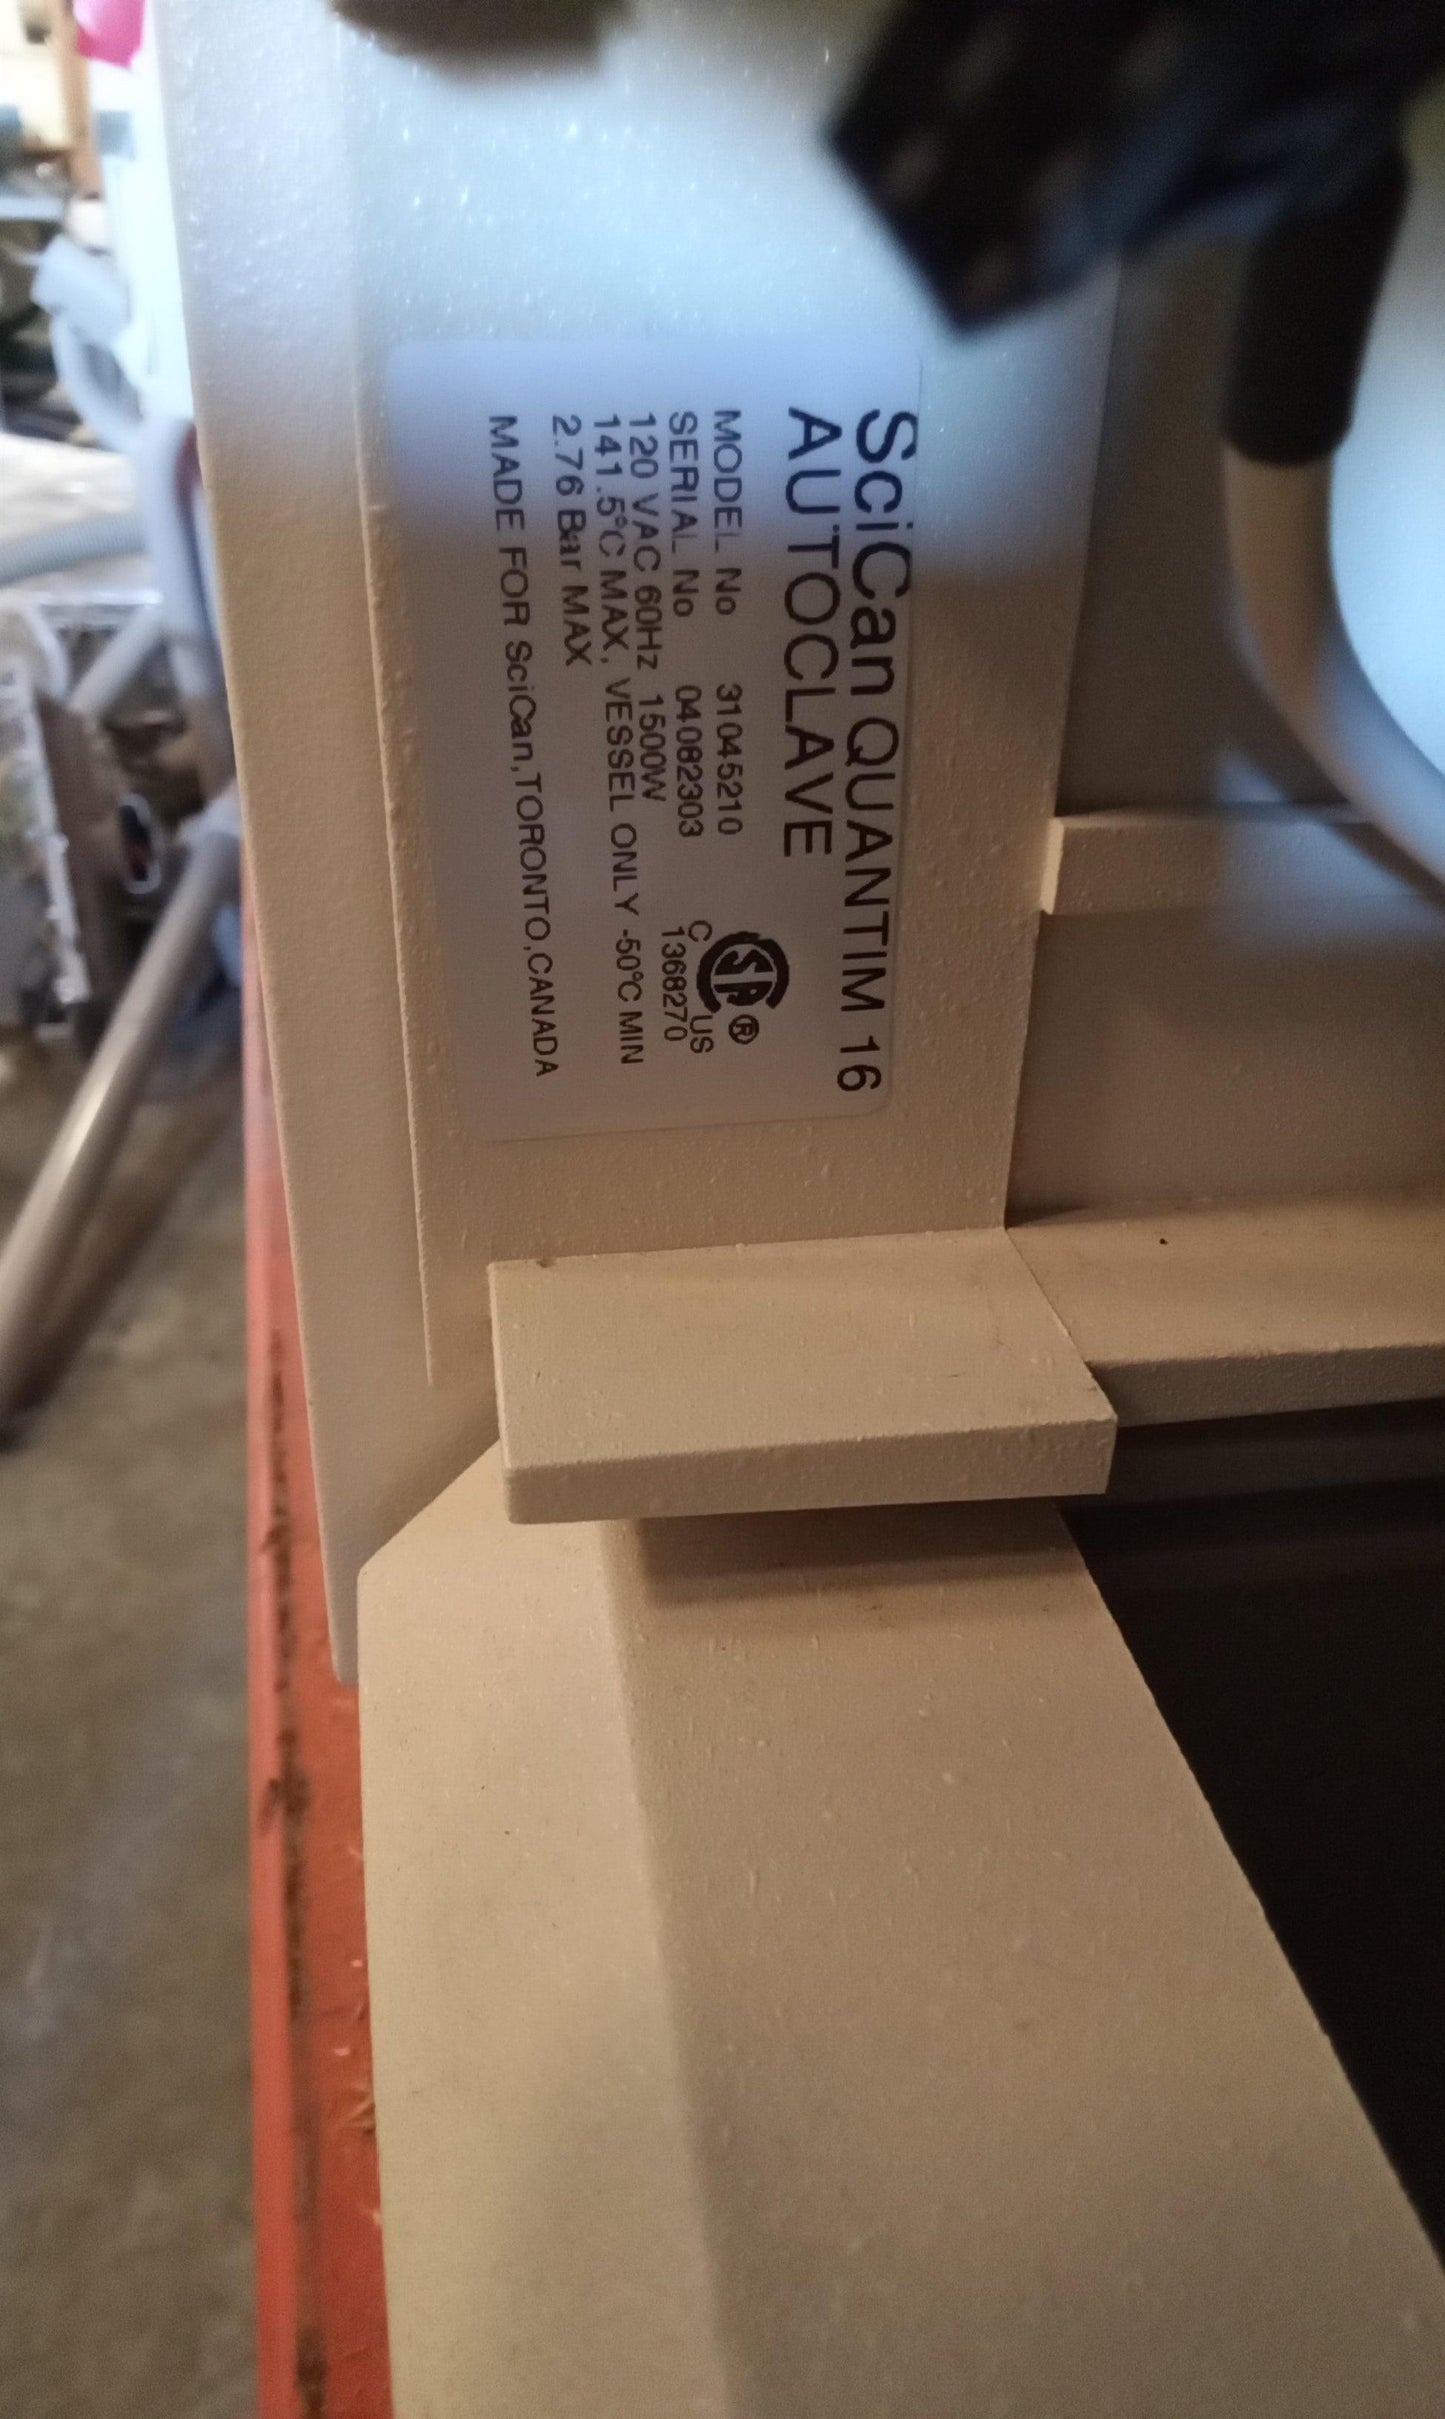 SciCan QUANTIM 16
AUTOCLAVE
MODEL No 31045210
SERIAL No 04082303
120 VAC 60Hz 1500W
141.5°C MAX, VESSEL ONLY -50°C MIN
2.76 Bar MAX
MADE FOR SciCan,TORONTO,CANADA
SA ®
C US
1368270